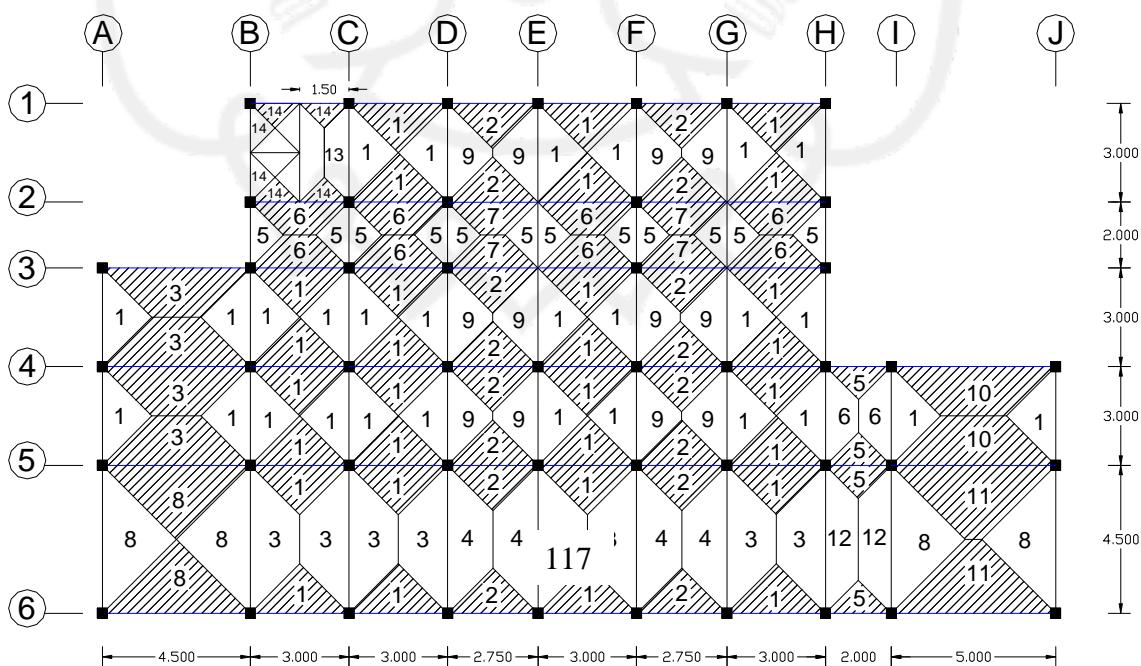 A B C D E F G H I J
1.50
1
14 14 1 2 1 2 1
14 13 1 1 9 9 1 1 9 9 1 1
3.000
14 14 14 1 2 1 2 1
2
6 6 7 6 7 6
5 5 5 5 5 5 5 5 5 5 5 5
2.000
6 6 7 6 7 6
3
3 1 1 2 1 2 1
1 1 1 1 1 1 9 9 1 1 9 9 1 1
3.000
3 1 1 2 1 2 1
4
3 1 1 2 1 2 1 5 10
1 1 1 1 1 1 9 9 1 1 9 9 1 1 6 6 1 1
3.000
3 1 1 2 1 2 1 5 10
5
8 1 1 2 1 2 1 5 11
8 8 3 3 3 3 4 4 117 4 4 3 3 12 12 8 8
4.500
8 1 1 2 1 2 1 5 11
6
4.500 3.000 3.000 2.750 3.000 2.750 3.000 2.000 5.000